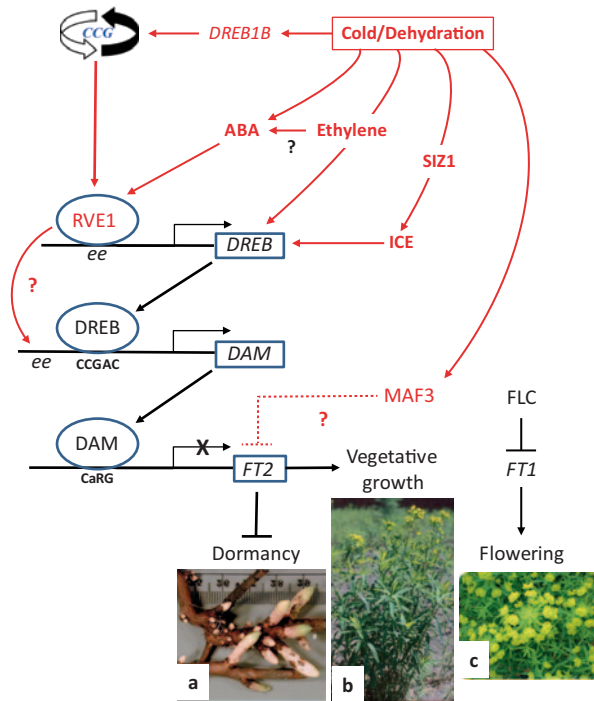 CCG
DREB1B
Cold/Dehydration
ABA
Ethylene
?
SIZ1
RVE1
ee
DREB
ICE
?
DREB
ee
CCGAC
DAM
MAF3
?
FLC
DAM
CaRG
X
FT2
Vegetative
growth
FT1
Dormancy
Flowering
a
b
c